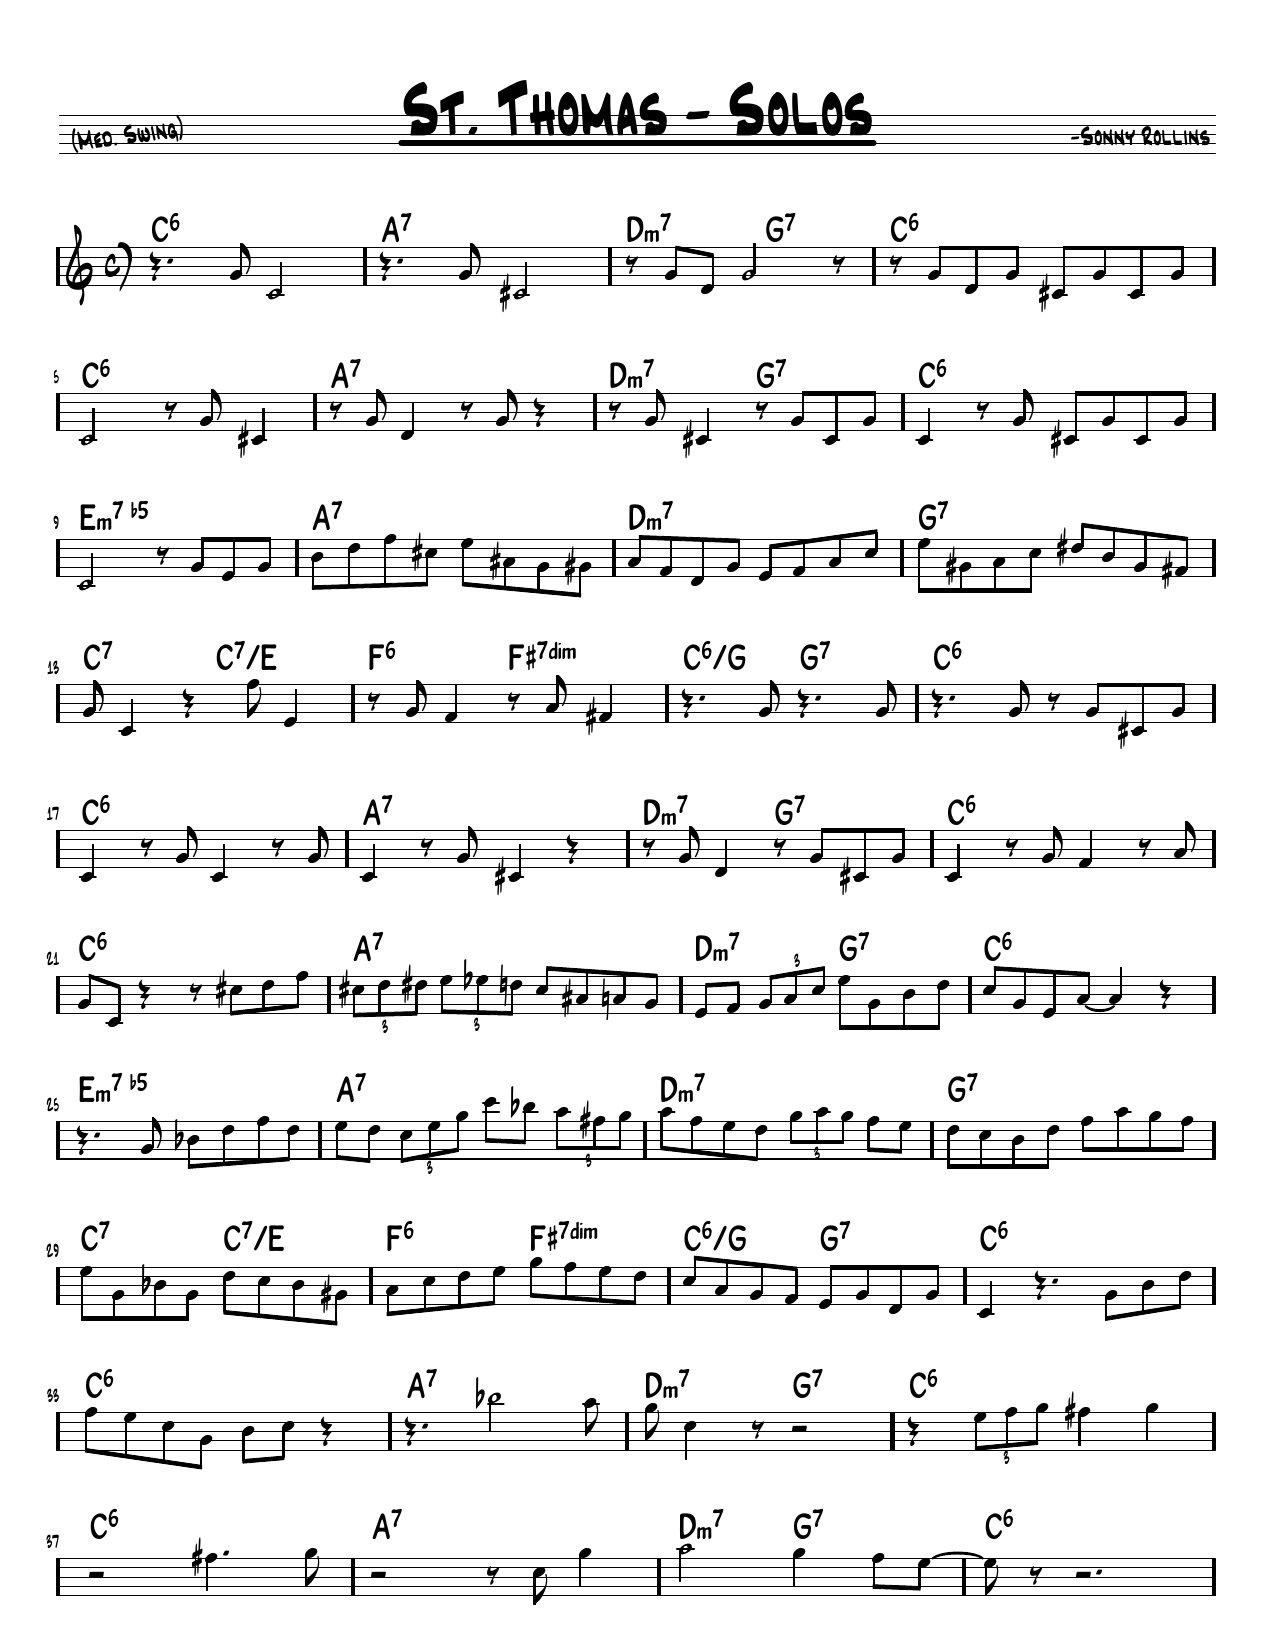 St. Thomas – Solos
(Med. Swing)
-Sonny Rollins
C6 A7 Dm7 G7 C6
5 C6 A7 Dm7 G7 C6
9 Em7 b5 A7 Dm7 G7
13 C7 C7/E F6 F#7dim C6/G G7 C6
17 C6 A7 Dm7 G7 C6
21 C6 A7 Dm7 G7 C6
3 3 3
25 Em7 b5 A7 Dm7 G7
3 3 3
29 C7 C7/E F6 F#7dim C6/G G7 C6
33 C6 A7 Dm7 G7 C6
3
37 C6 A7 Dm7 G7 C6